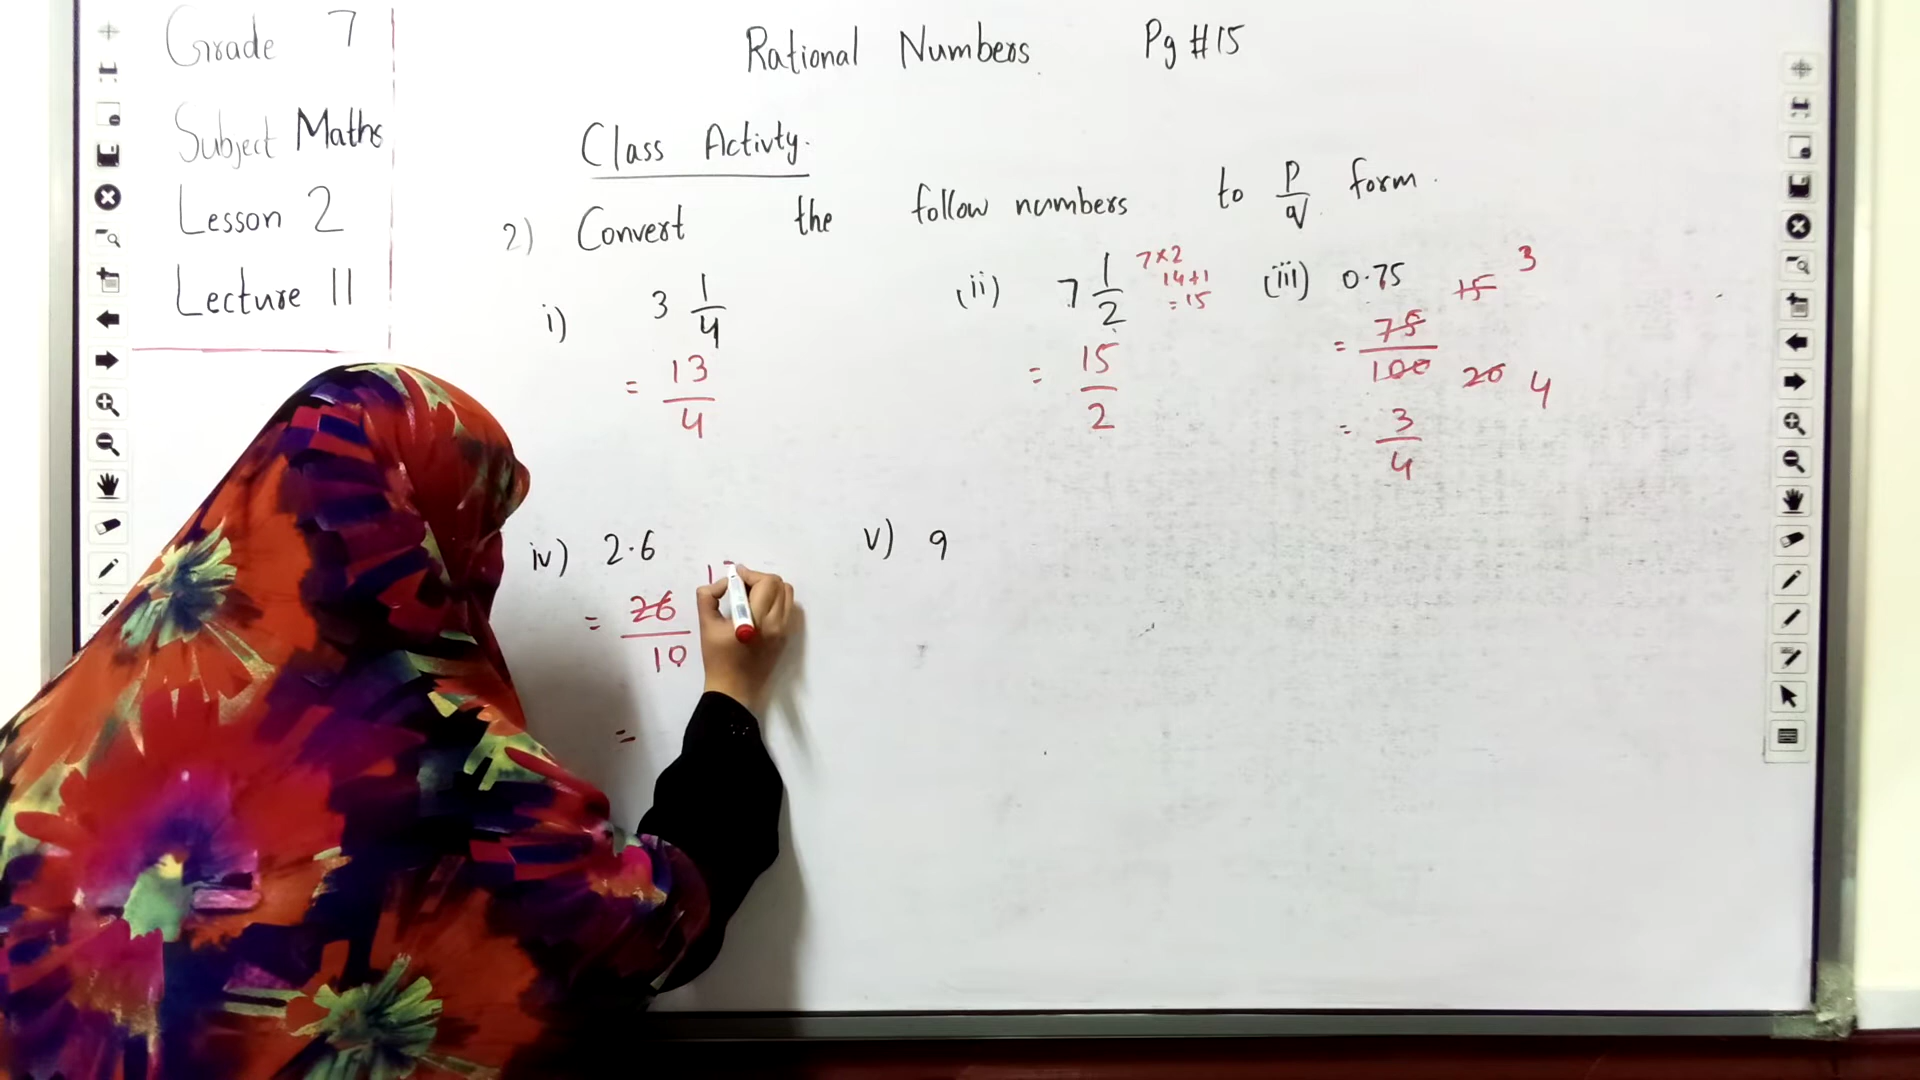 Grade 7
Subject Maths
Lesson 2
Lecture 11
Rational Numbers Pg #15
Class Activty.
2) Convert the follow numbers to p/q form.
i) 3 1/4
= 13/4
(ii) 7 1/2
7×2
14+1
=15
= 15/2
(iii) 0.75
= 75/100
15 3
20 4
= 3/4
iv) 2.6
= 26/10
=
v) 9